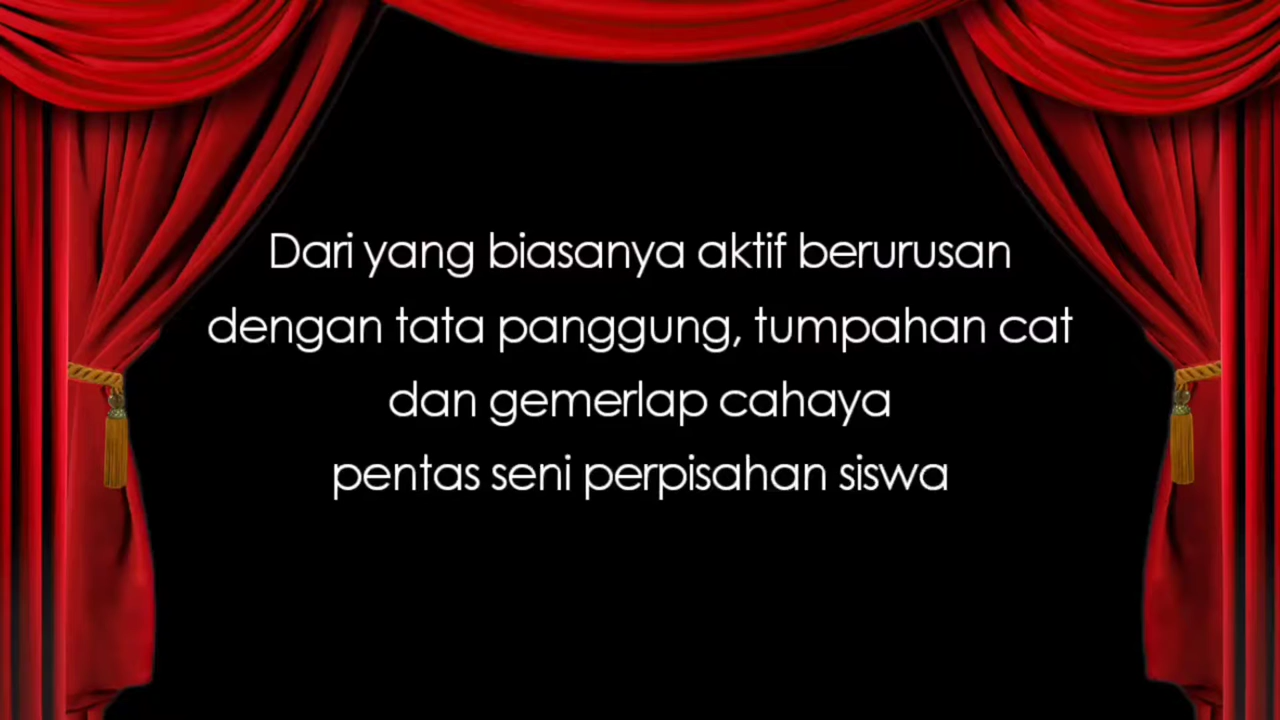 Dari yang biasanya aktif berurusan
dengan tata panggung, tumpahan cat
dan gemerlap cahaya
pentas seni perpisahan siswa